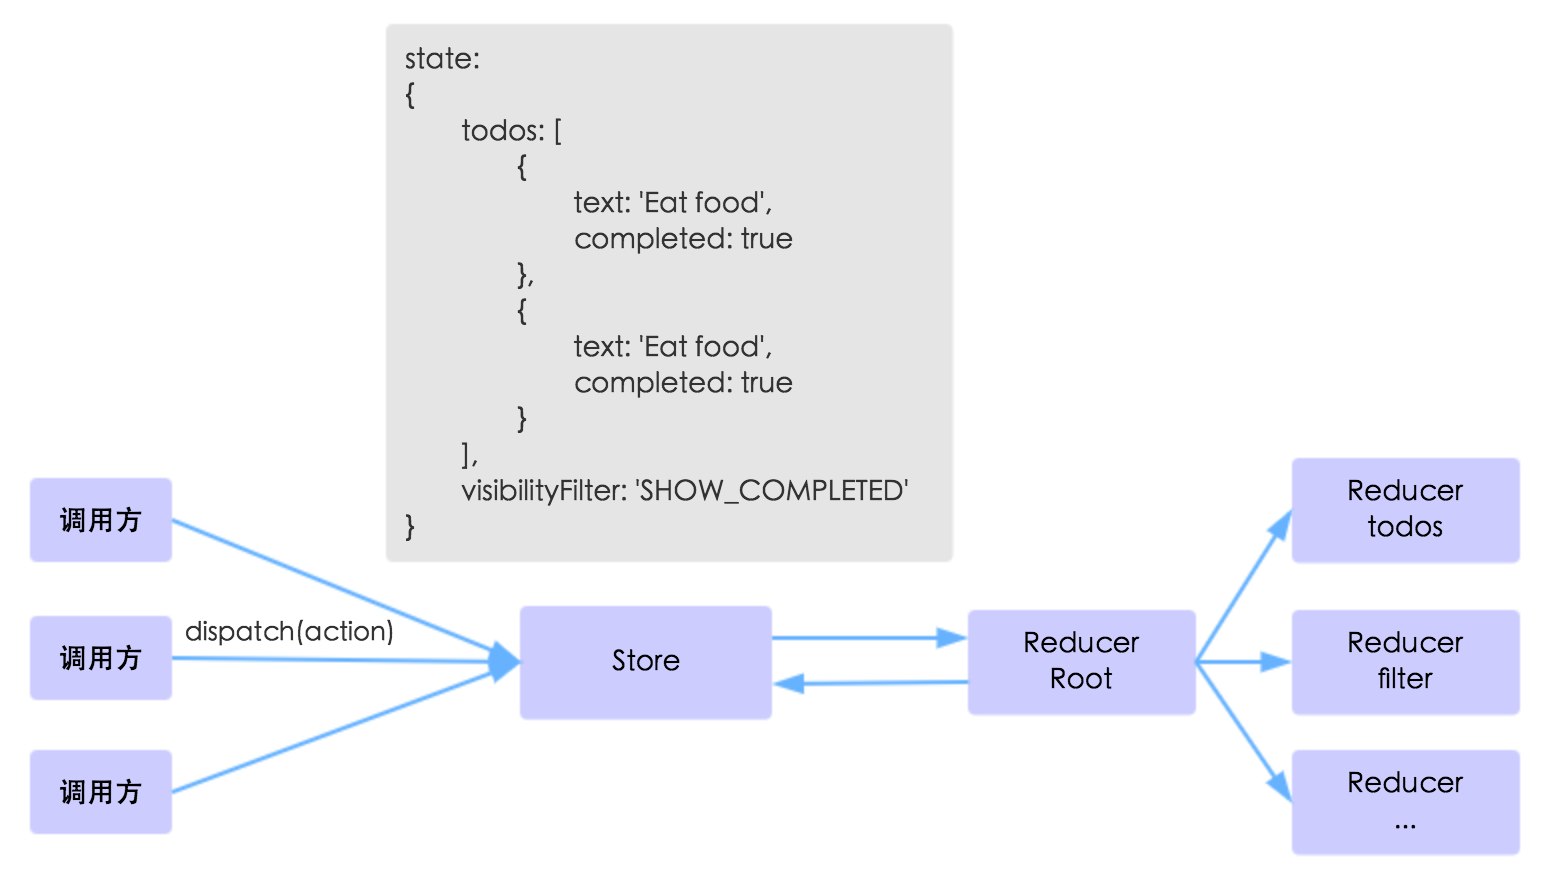 state:
{
todos: [
{
text: 'Eat food',
completed: true
},
{
text: 'Eat food',
completed: true
}
],
visibilityFilter: 'SHOW_COMPLETED'
}
调用方
调用方
调用方
dispatch(action)
Store
Reducer
Root
Reducer
todos
Reducer
filter
Reducer
...